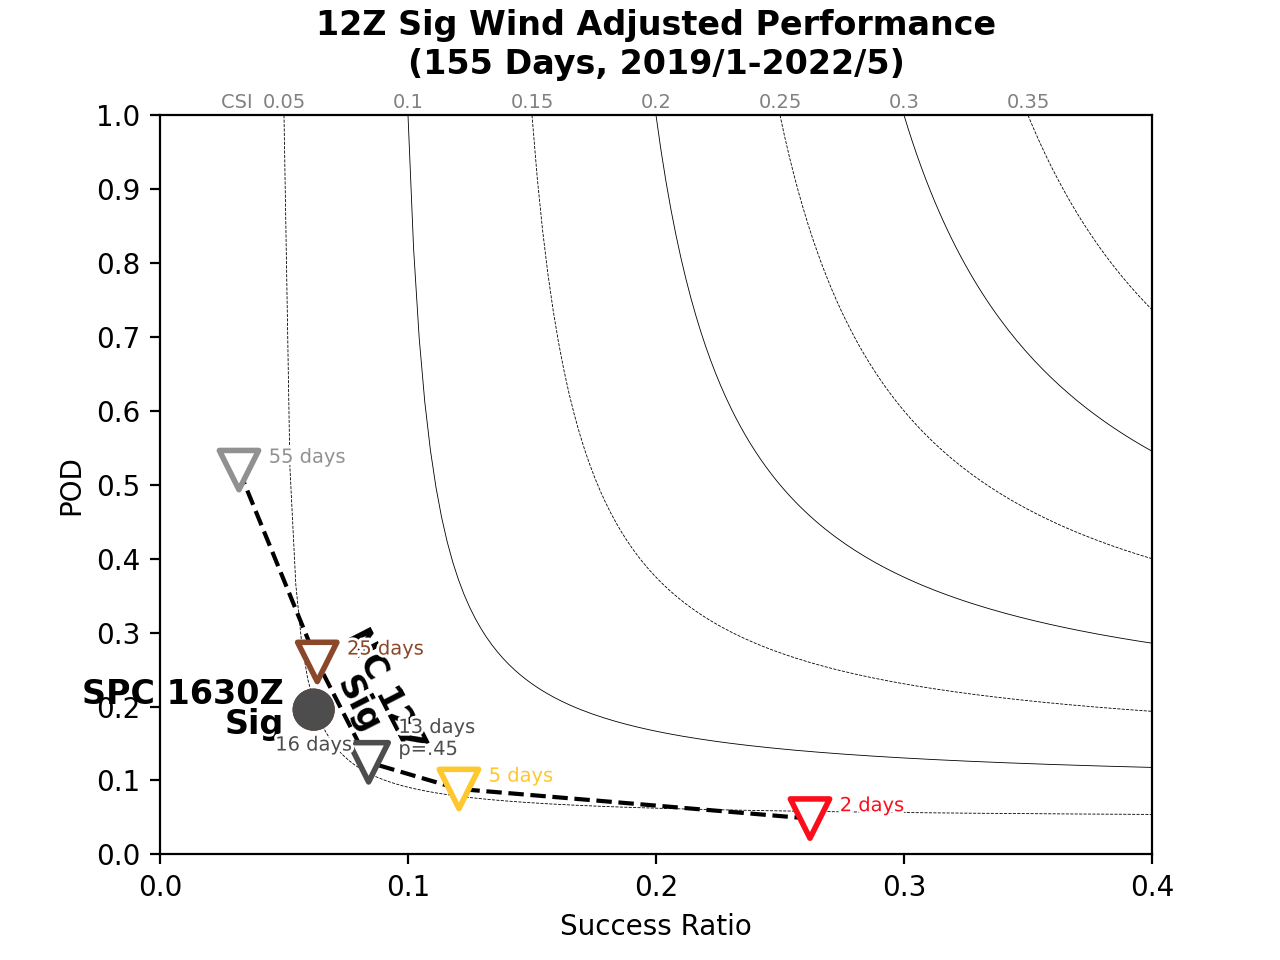 12Z Sig Wind Adjusted Performance
(155 Days, 2019/1-2022/5)
CSI 0.05 0.1 0.15 0.2 0.25 0.3 0.35
1.0
0.9
0.8
0.7
0.6
0.5
0.4
0.3
0.2
0.1
0.0
POD
55 days
25 days
SPC 1630Z
Sig
16 days
Sig
13 days
p=.45
5 days
2 days
0.0 0.1 0.2 0.3 0.4
Success Ratio